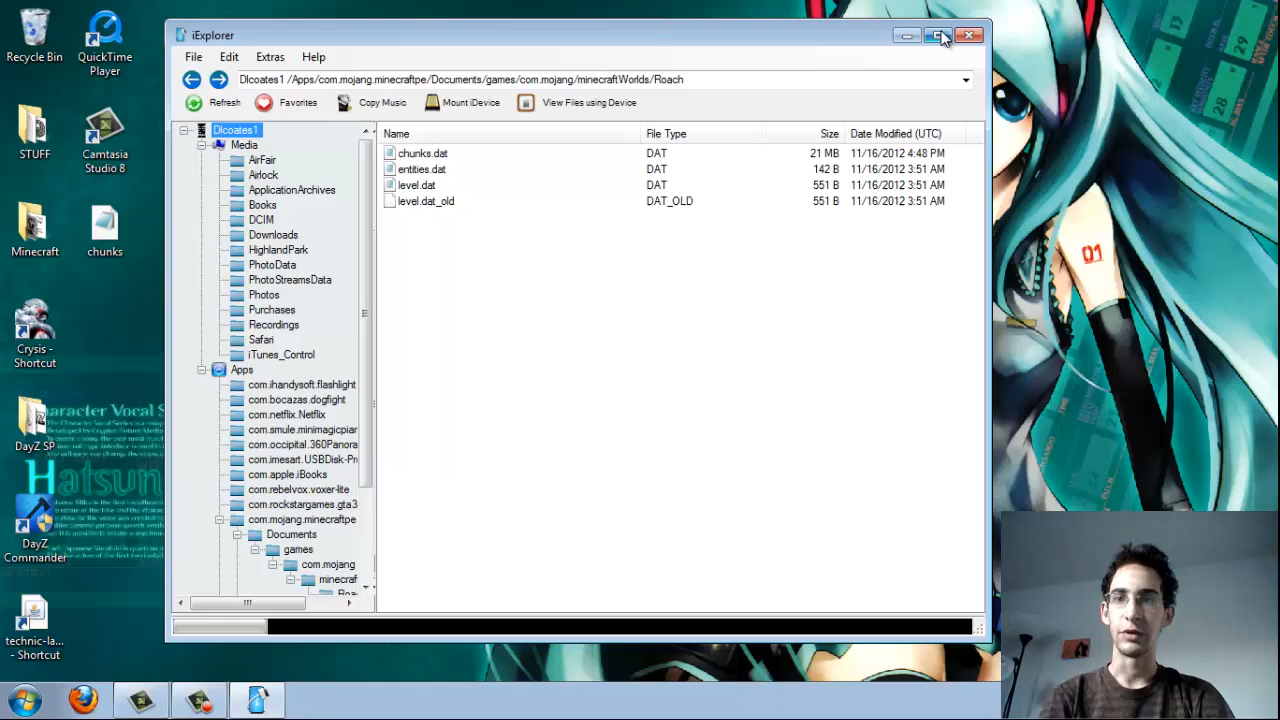 Recycle Bin
QuickTime Player
STUFF
Camtasia Studio 8
Minecraft
chunks
Crysis - Shortcut
DayZ SP
DayZ Commander
technic-la... - Shortcut
iExplorer
File Edit Extras Help
Dlcoates1 /Apps/com.mojang.minecraftpe/Documents/games/com.mojang/minecraftWorlds/Roach
Refresh Favorites Copy Music Mount iDevice View Files using Device
Dlcoates1
Media
AirFair
Airlock
ApplicationArchives
Books
DCIM
Downloads
HighlandPark
PhotoData
PhotoStreamsData
Photos
Purchases
Recordings
Safari
iTunes_Control
Apps
com.ihandysoft.flashlight
com.bocazas.dogfight
com.netflix.Netflix
com.smule.minimagicpiar
com.occipital.360Panora
com.imesart.USBDisk-Pr
com.apple.iBooks
com.rebelvox.voxer-lite
com.rockstargames.gta3
com.mojang.minecraftpe
Documents
games
com.mojang
minecraf
Roa
Name File Type Size Date Modified (UTC)
chunks.dat DAT 21 MB 11/16/2012 4:48 PM
entities.dat DAT 142 B 11/16/2012 3:51 AM
level.dat DAT 551 B 11/16/2012 3:51 AM
level.dat_old DAT_OLD 551 B 11/16/2012 3:51 AM
aracter Vocal S
Hatsun
01
28